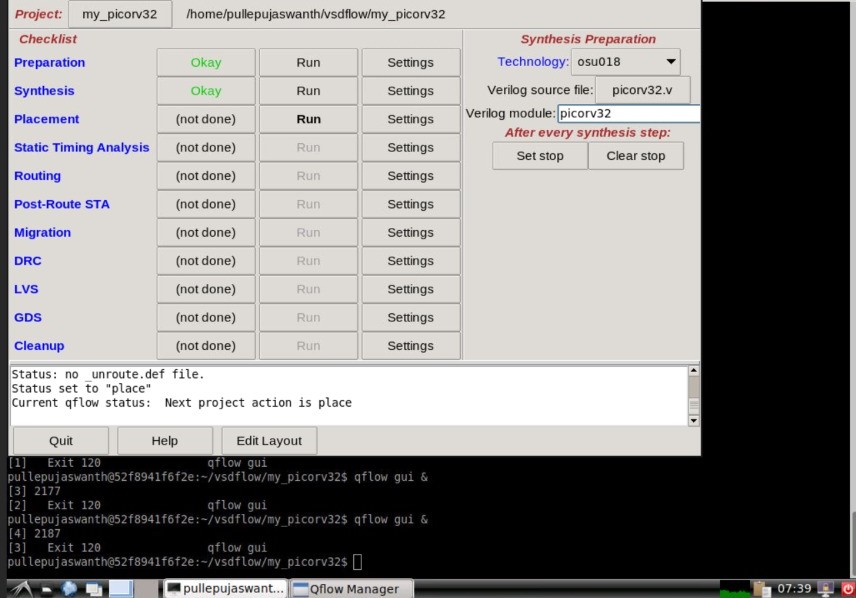 Project: my_picorv32 /home/pullepujaswanth/vsdflow/my_picorv32
Checklist
Preparation Okay Run Settings
Synthesis Okay Run Settings
Placement (not done) Run Settings
Static Timing Analysis (not done) Run Settings
Routing (not done) Run Settings
Post-Route STA (not done) Run Settings
Migration (not done) Run Settings
DRC (not done) Run Settings
LVS (not done) Run Settings
GDS (not done) Run Settings
Cleanup (not done) Run Settings
Synthesis Preparation
Technology: osu018
Verilog source file: picorv32.v
Verilog module: picorv32
After every synthesis step:
Set stop Clear stop
Status: no _unroute.def file.
Status set to "place"
Current qflow status:  Next project action is place
Quit Help Edit Layout
[1]   Exit 120                qflow gui
pullepujaswanth@52f8941f6f2e:~/vsdflow/my_picorv32$ qflow gui &
[3] 2177
[2]   Exit 120                qflow gui
pullepujaswanth@52f8941f6f2e:~/vsdflow/my_picorv32$ qflow gui &
[4] 2187
[3]   Exit 120                qflow gui
pullepujaswanth@52f8941f6f2e:~/vsdflow/my_picorv32$
pullepujaswant... Qflow Manager 07:39